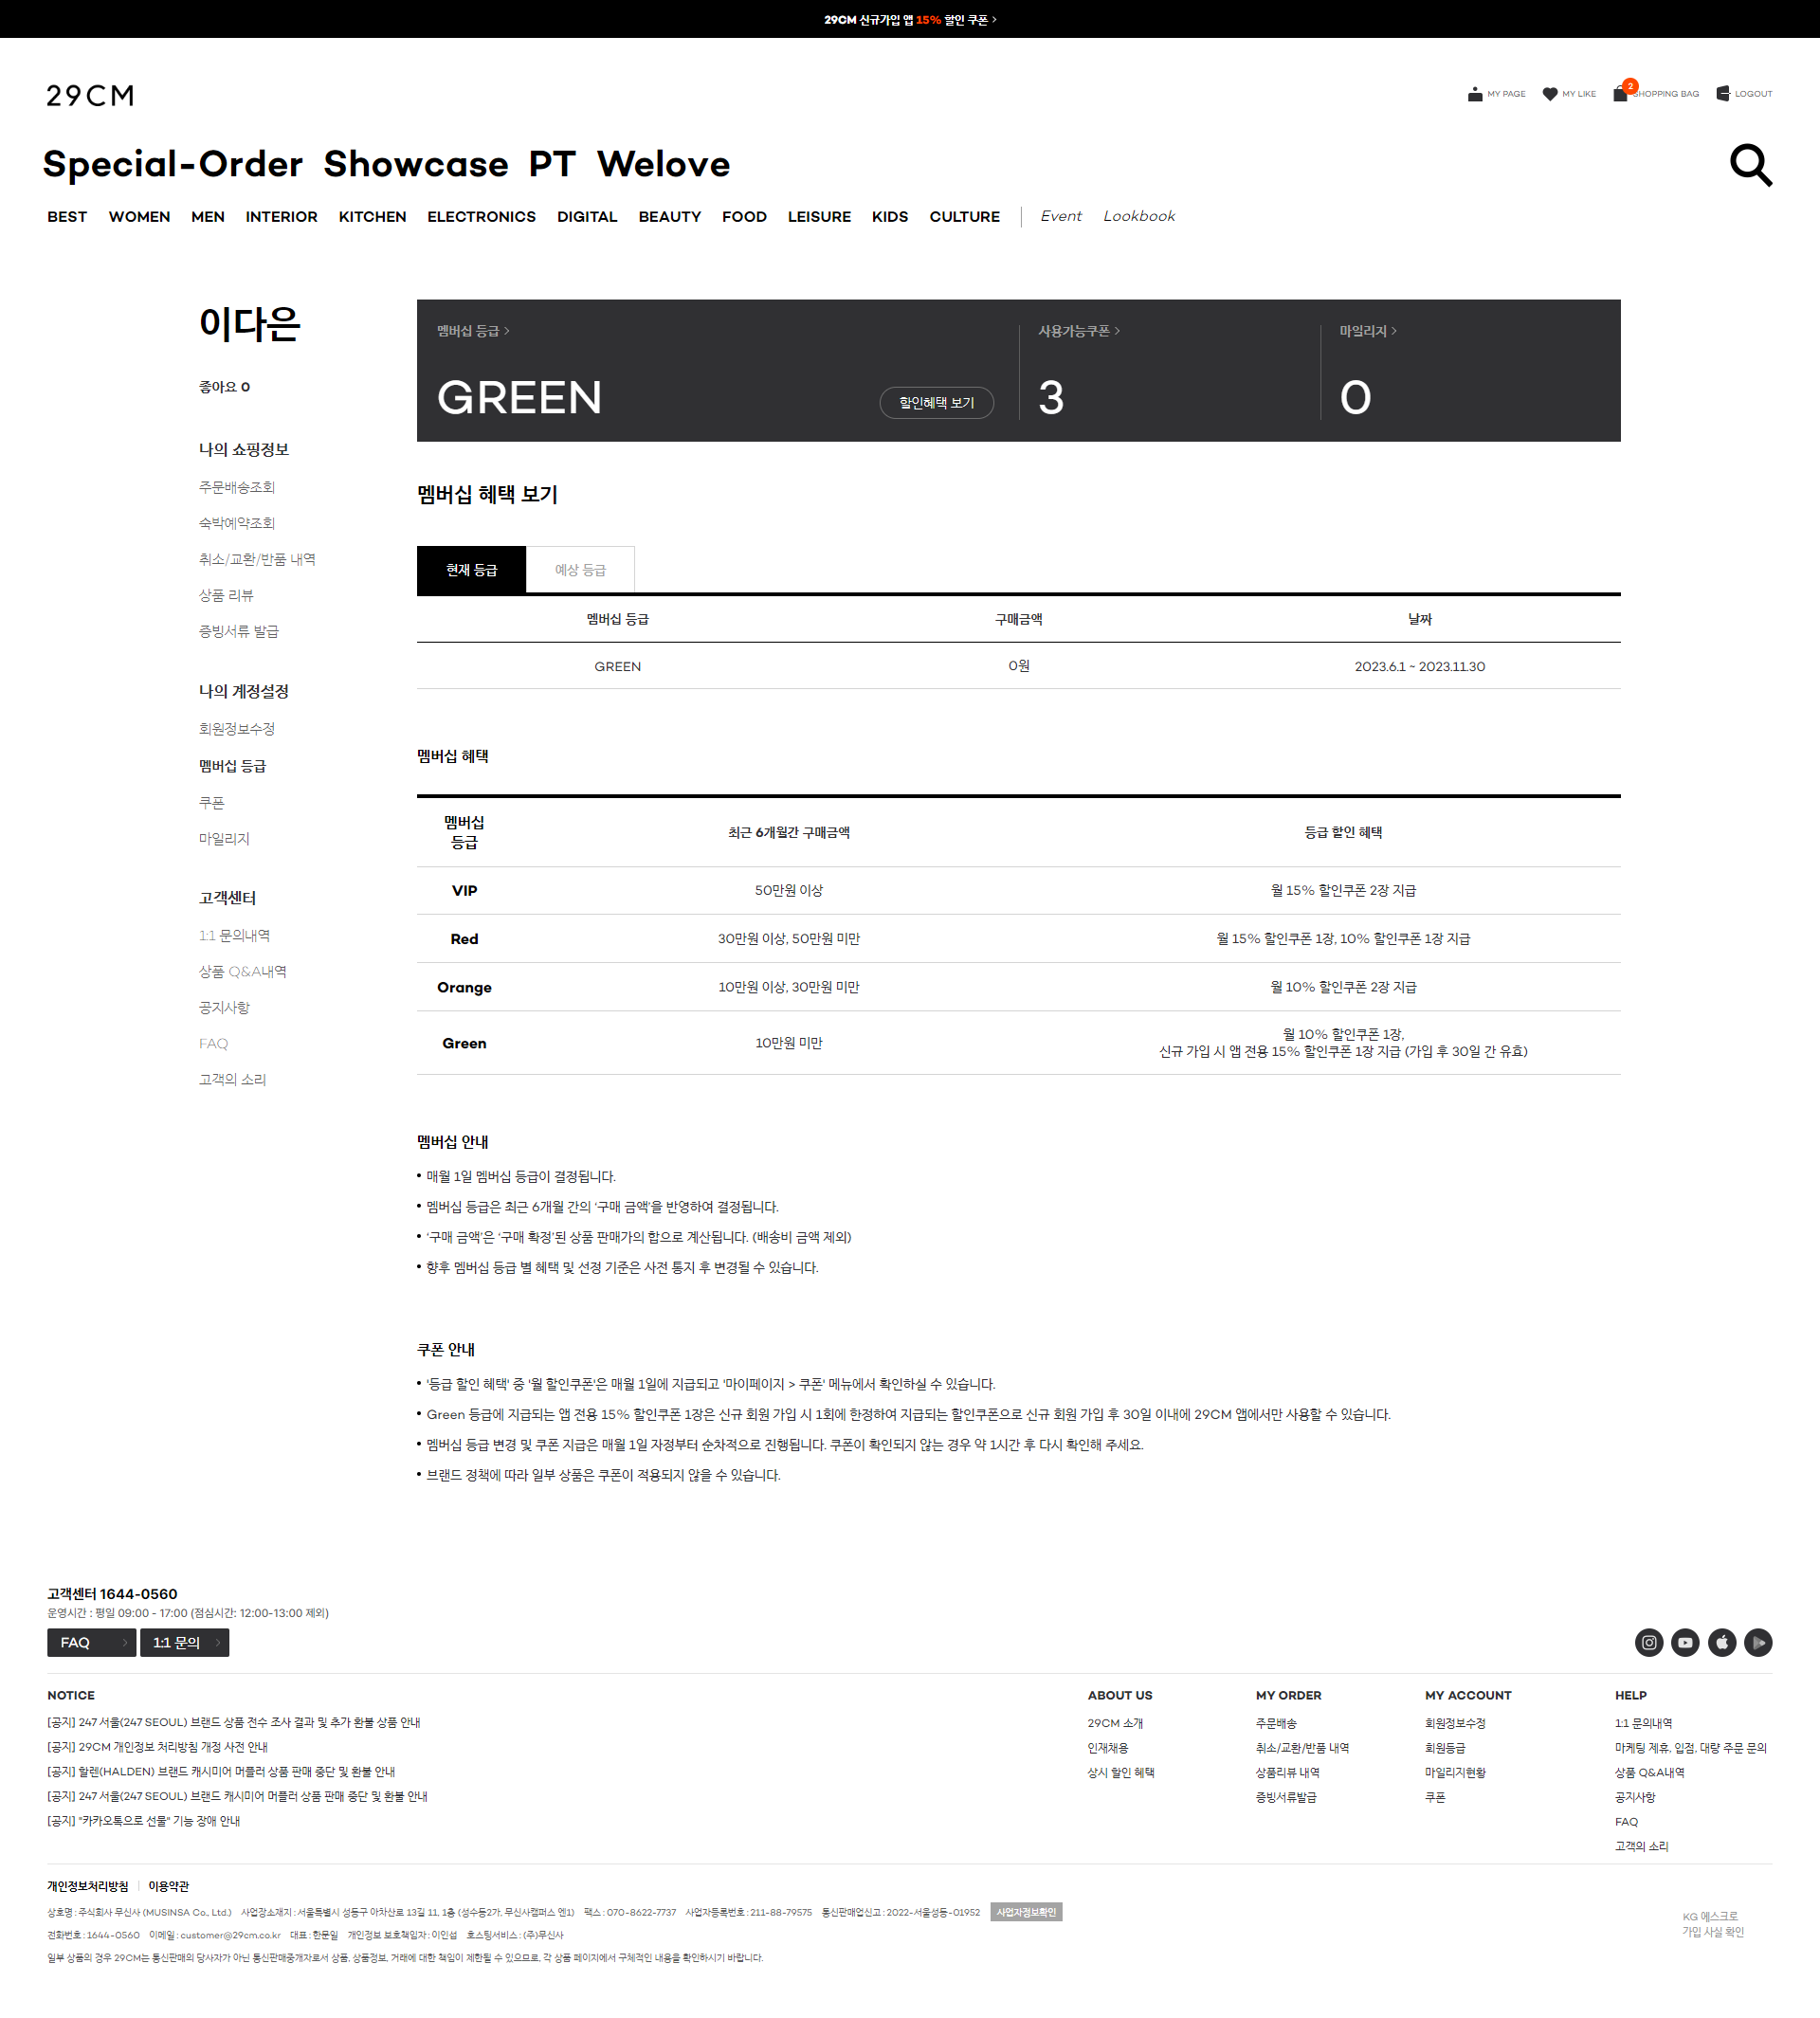 29CM 신규가입 앱 15% 할인 쿠폰 >
29CM
MY PAGE MY LIKE 2 SHOPPING BAG LOGOUT
Special-Order Showcase PT Welove
BEST WOMEN MEN INTERIOR KITCHEN ELECTRONICS DIGITAL BEAUTY FOOD LEISURE KIDS CULTURE Event Lookbook
이다은
좋아요 0
나의 쇼핑정보
주문배송조회
숙박예약조회
취소/교환/반품 내역
상품 리뷰
증빙서류 발급
나의 계정설정
회원정보수정
멤버십 등급
쿠폰
마일리지
고객센터
1:1 문의내역
상품 Q&A내역
공지사항
FAQ
고객의 소리
멤버십 등급 > 사용가능쿠폰 > 마일리지 >
GREEN 할인혜택 보기 3 0
멤버십 혜택 보기
현재 등급 예상 등급
멤버십 등급 구매금액 날짜
GREEN 0원 2023.6.1 ~ 2023.11.30
멤버십 혜택
멤버십
등급 최근 6개월간 구매금액 등급 할인 혜택
VIP 50만원 이상 월 15% 할인쿠폰 2장 지급
Red 30만원 이상, 50만원 미만 월 15% 할인쿠폰 1장, 10% 할인쿠폰 1장 지급
Orange 10만원 이상, 30만원 미만 월 10% 할인쿠폰 2장 지급
Green 10만원 미만 월 10% 할인쿠폰 1장,
신규 가입 시 앱 전용 15% 할인쿠폰 1장 지급 (가입 후 30일 간 유효)
멤버십 안내
• 매월 1일 멤버십 등급이 결정됩니다.
• 멤버십 등급은 최근 6개월 간의 '구매 금액'을 반영하여 결정됩니다.
• '구매 금액'은 '구매 확정'된 상품 판매가의 합으로 계산됩니다. (배송비 금액 제외)
• 향후 멤버십 등급 별 혜택 및 선정 기준은 사전 통지 후 변경될 수 있습니다.
쿠폰 안내
• '등급 할인 혜택' 중 '월 할인쿠폰'은 매월 1일에 지급되고 '마이페이지 > 쿠폰' 메뉴에서 확인하실 수 있습니다.
• Green 등급에 지급되는 앱 전용 15% 할인쿠폰 1장은 신규 회원 가입 시 1회에 한정하여 지급되는 할인쿠폰으로 신규 회원 가입 후 30일 이내에 29CM 앱에서만 사용할 수 있습니다.
• 멤버십 등급 변경 및 쿠폰 지급은 매월 1일 자정부터 순차적으로 진행됩니다. 쿠폰이 확인되지 않는 경우 약 1시간 후 다시 확인해 주세요.
• 브랜드 정책에 따라 일부 상품은 쿠폰이 적용되지 않을 수 있습니다.
고객센터 1644-0560
운영시간 : 평일 09:00 - 17:00 (점심시간: 12:00-13:00 제외)
FAQ > 1:1 문의 >
NOTICE
[공지] 247 서울(247 SEOUL) 브랜드 상품 전수 조사 결과 및 추가 환불 상품 안내
[공지] 29CM 개인정보 처리방침 개정 사전 안내
[공지] 할렌(HALDEN) 브랜드 캐시미어 머플러 상품 판매 중단 및 환불 안내
[공지] 247 서울(247 SEOUL) 브랜드 캐시미어 머플러 상품 판매 중단 및 환불 안내
[공지] "카카오톡으로 선물" 기능 장애 안내
ABOUT US
29CM 소개
인재채용
상시 할인 혜택
MY ORDER
주문배송
취소/교환/반품 내역
상품리뷰 내역
증빙서류발급
MY ACCOUNT
회원정보수정
회원등급
마일리지현황
쿠폰
HELP
1:1 문의내역
마케팅 제휴, 입점, 대량 주문 문의
상품 Q&A내역
공지사항
FAQ
고객의 소리
개인정보처리방침 이용약관
상호명 : 주식회사 무신사 (MUSINSA Co., Ltd.) 사업장소재지 : 서울특별시 성동구 아차산로 13길 11, 1층 (성수동2가, 무신사캠퍼스 엔1) 팩스 : 070-8622-7737 사업자등록번호 : 211-88-79575 통신판매업신고 : 2022-서울성동-01952 사업자정보확인
전화번호 : 1644-0560 이메일 : customer@29cm.co.kr 대표 : 한문일 개인정보 보호책임자 : 이인섭 호스팅서비스 : (주)무신사
일부 상품의 경우 29CM는 통신판매의 당사자가 아닌 통신판매중개자로서 상품, 상품정보, 거래에 대한 책임이 제한될 수 있으므로, 각 상품 페이지에서 구체적인 내용을 확인하시기 바랍니다.
KG 에스크로
가입 사실 확인